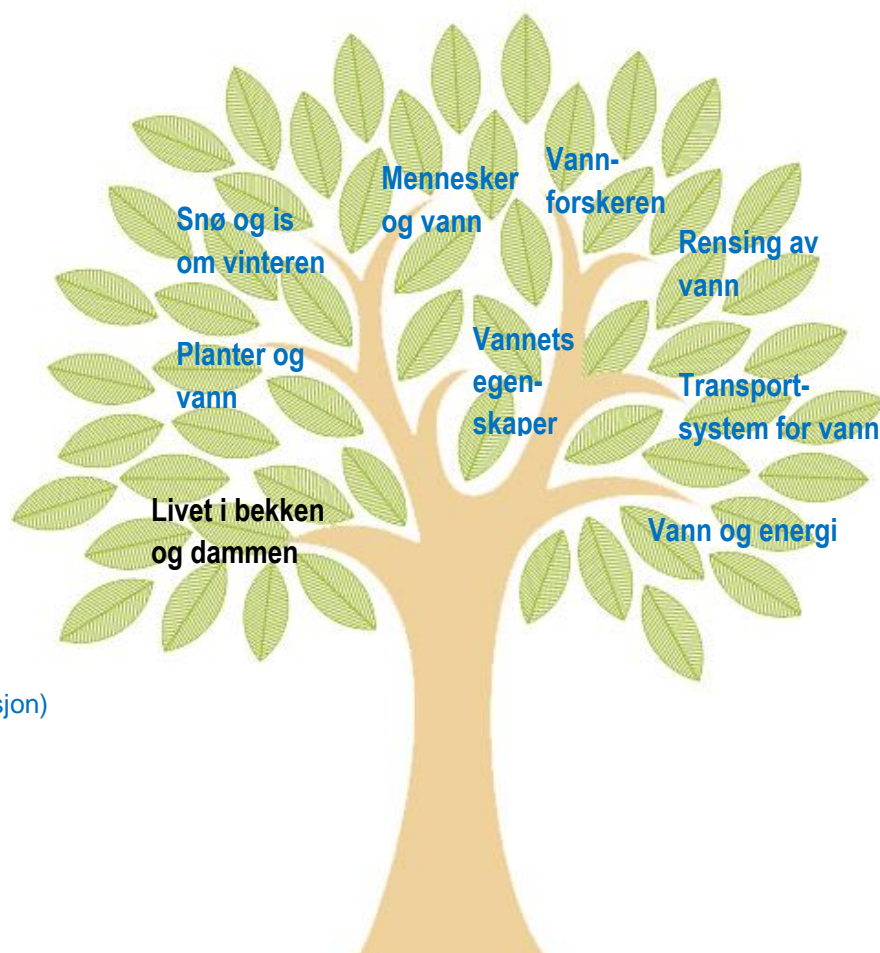 Mennesker
og vann
Vann-
forskeren
Snø og is
om vinteren
Rensing av
vann
Planter og
vann
Vannets
egen-
skaper
Transport-
system for vann
Livet i bekken
og dammen
Vann og energi
sjon)